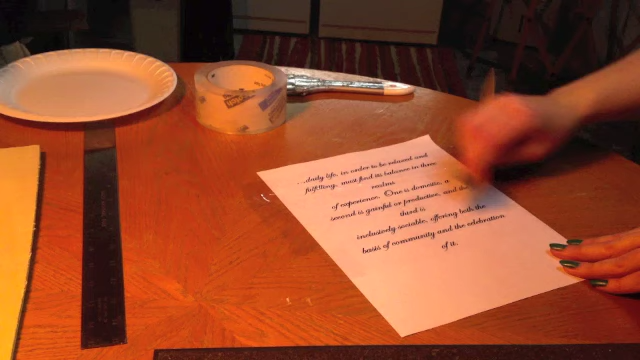 ...daily life, in order to be relaxed and
fulfilling, must find its balance in three
realms
of experience. One is domestic, a
second is gainful or productive, and the
third is
inclusively sociable, offering both the
basis of community and the celebration
of it.